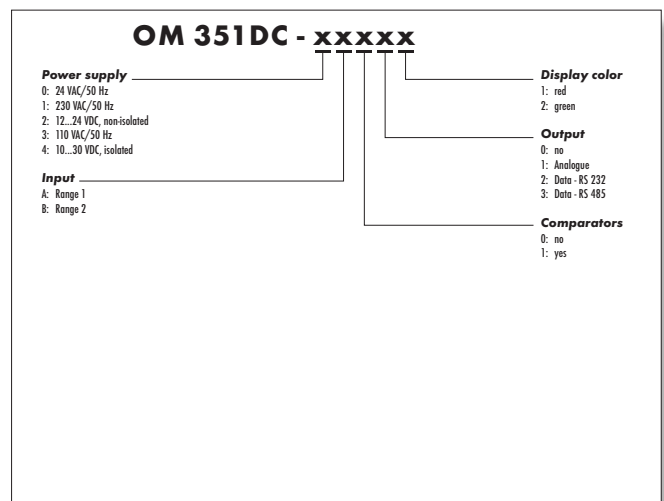 OM 351DC - xxxxx
Power supply
0: 24 VAC/50 Hz
1: 230 VAC/50 Hz
2: 12...24 VDC, non-isolated
3: 110 VAC/50 Hz
4: 10...30 VDC, isolated
Input
A: Range 1
B: Range 2
Display color
1: red
2: green
Output
0: no
1: Analogue
2: Data - RS 232
3: Data - RS 485
Comparators
0: no
1: yes